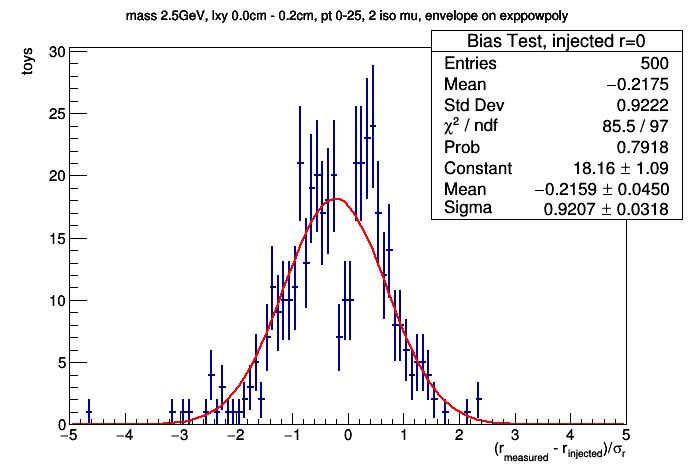 mass 2.5GeV, lxy 0.0cm - 0.2cm, pt 0-25, 2 iso mu, envelope on exppowpoly
Bias Test, injected r=0
Entries 500
Mean −0.2175
Std Dev 0.9222
χ² / ndf 85.5 / 97
Prob 0.7918
Constant 18.16 ± 1.09
Mean −0.2159 ± 0.0450
Sigma 0.9207 ± 0.0318
toys
30
25
20
15
10
5
0
−5 −4 −3 −2 −1 0 1 2 3 4 5
(r_measured - r_injected)/σ_r